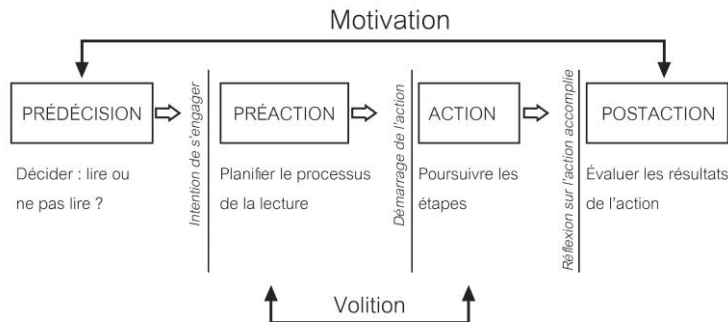 Motivation
PRÉDÉCISION
Intention de s'engager
PRÉACTION
Démarrage de l'action
ACTION
Réflexion sur l'action accomplie
POSTACTION
Décider : lire ou
ne pas lire ?
Planifier le processus
de la lecture
Poursuivre les
étapes
Évaluer les résultats
de l'action
Volition